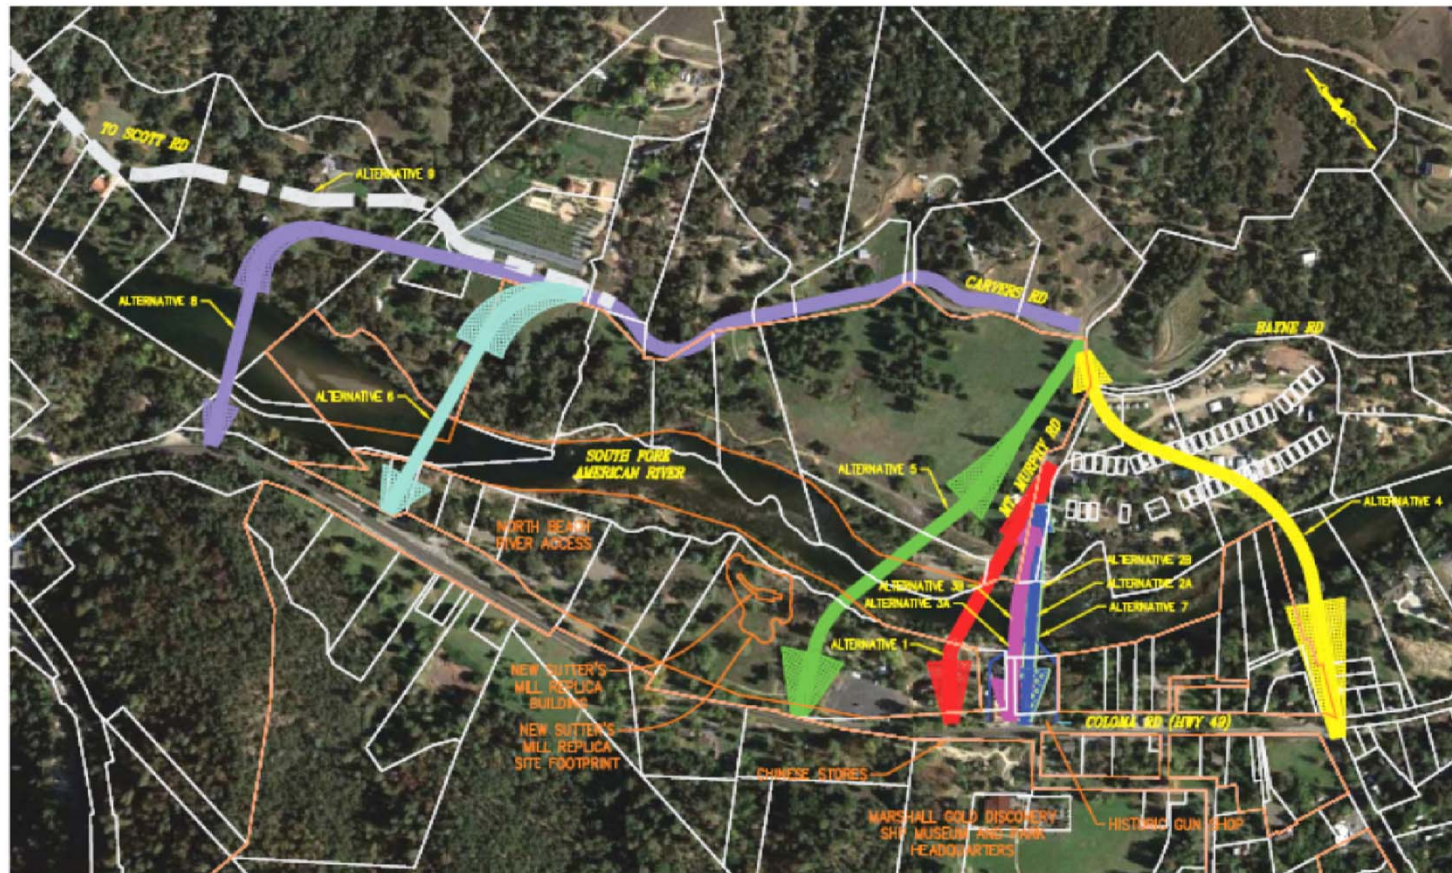 TO SCOTT RD
ALTERNATIVE 9
ALTERNATIVE 8
ALTERNATIVE 6
CARVERS RD
BAYNE RD
SOUTH FORK
AMERICAN RIVER
MT MURPHY RD
ALTERNATIVE 5
ALTERNATIVE 4
NORTH BEACH
RIVER ACCESS
ALTERNATIVE 3B
ALTERNATIVE 3A
ALTERNATIVE 2B
ALTERNATIVE 2A
ALTERNATIVE 7
ALTERNATIVE 1
NEW SUTTER'S
MILL REPLICA
BUILDING
NEW SUTTER'S
MILL REPLICA
SITE FOOTPRINT
COLOMA RD (HWY 49)
CHINESE STORES
MARSHALL GOLD DISCOVERY
SHP MUSEUM AND PARK
HEADQUARTERS
HISTORIC GUN SHOP